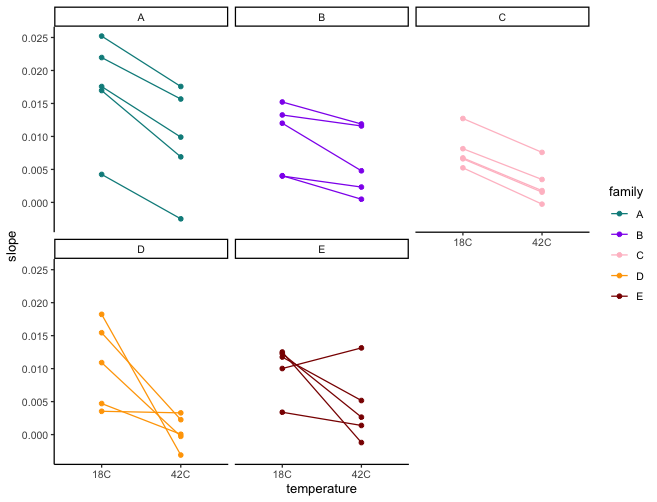 A B C
0.025
0.020
0.015
0.010
0.005
0.000
18C 42C
slope
D E
0.025
0.020
0.015
0.010
0.005
0.000
18C 42C 18C 42C
temperature
family
A
B
C
D
E